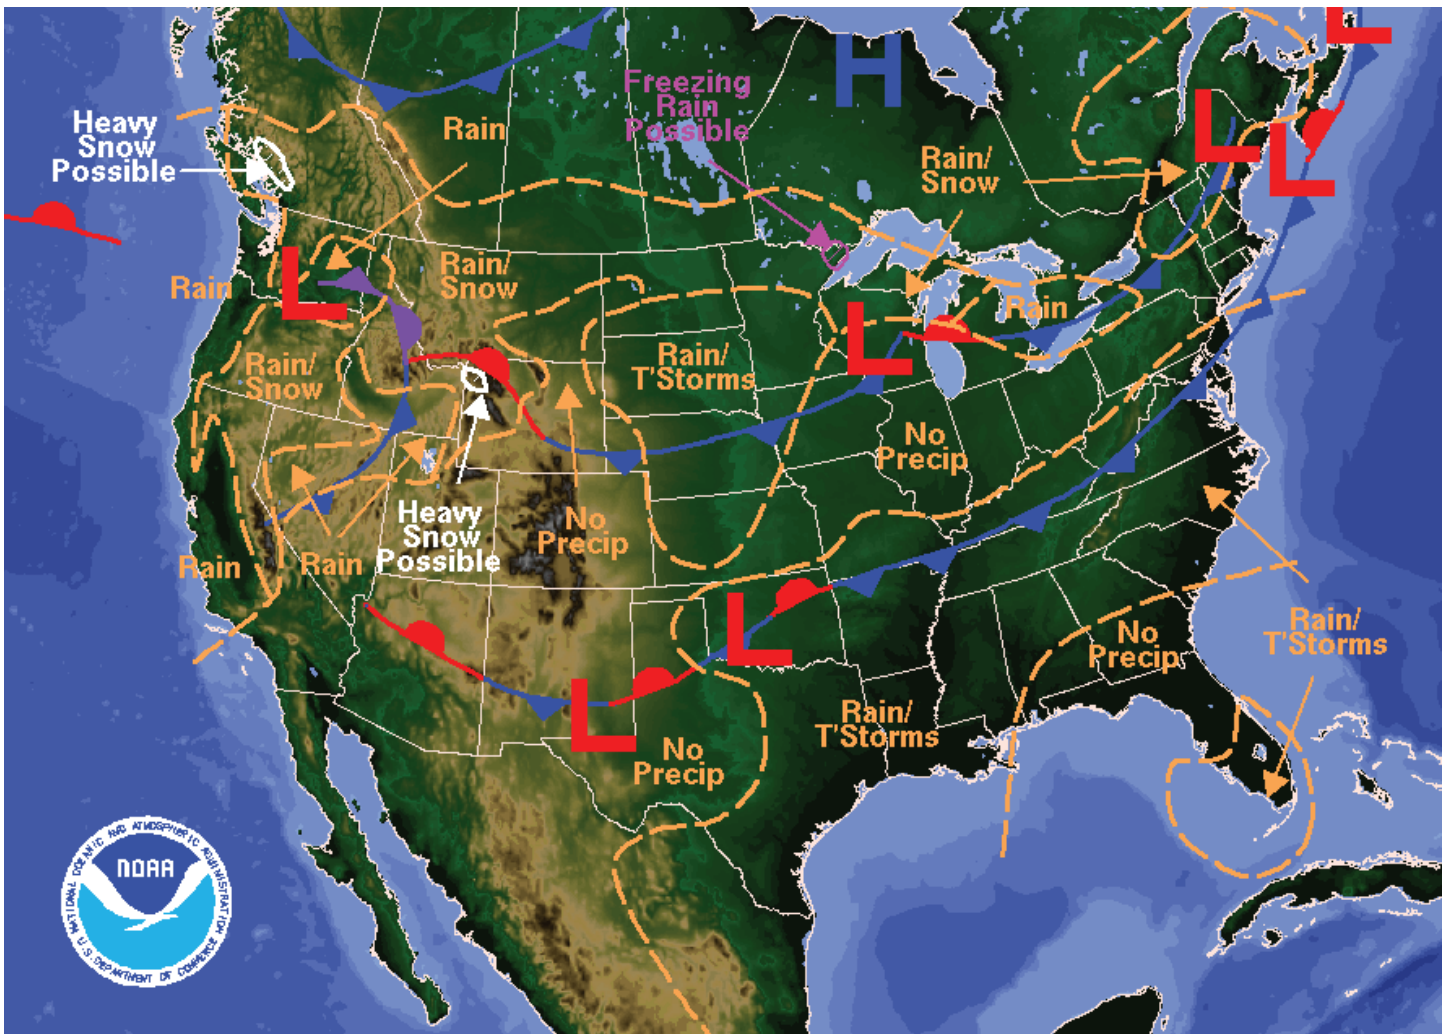 H
L
L
L
Freezing
Rain
Possible
Heavy
Snow
Possible
Rain
Rain/
Snow
Rain
L
Rain/
Snow
Rain
L
Rain/
Snow
Rain/
T'Storms
No
Precip
Heavy
Snow
Possible
No
Precip
Rain
Rain
L
L
No
Precip
Rain/
T'Storms
No
Precip
Rain/
T'Storms
NATIONAL OCEANIC AND ATMOSPHERIC ADMINISTRATION
NOAA
U.S. DEPARTMENT OF COMMERCE